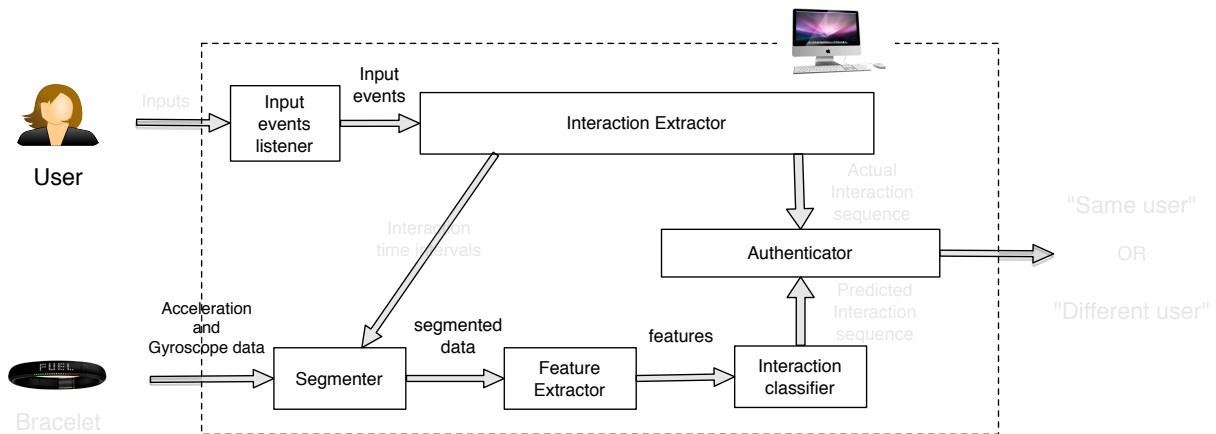 Inputs
Input
events
listener
Input
events
Interaction Extractor
User
Actual
Interaction
sequence
"Same user"
OR
"Different user"
Interaction
time intervals
Authenticator
Predicted
Interaction
sequence
Acceleration
and
Gyroscope data
segmented
data
features
FUEL
Bracelet
Segmenter
Feature
Extractor
Interaction
classifier